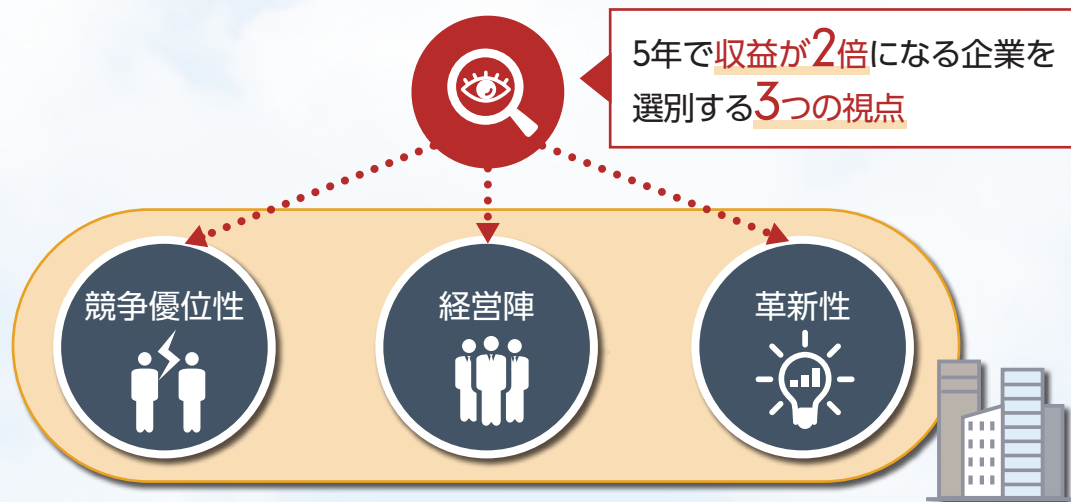 5年で収益が2倍になる企業を
選別する3つの視点
競争優位性
経営陣
革新性